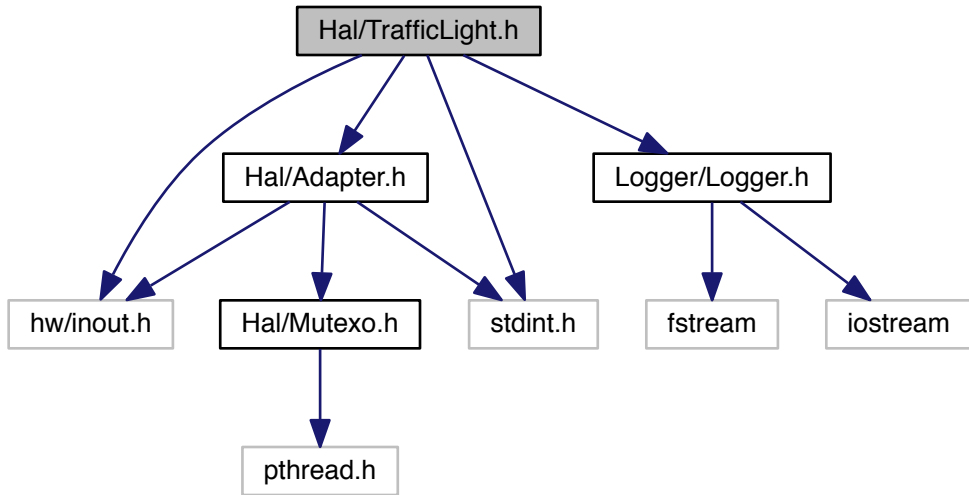 Hal/TrafficLight.h
Hal/Adapter.h
Logger/Logger.h
hw/inout.h
Hal/Mutexo.h
stdint.h
fstream
iostream
pthread.h